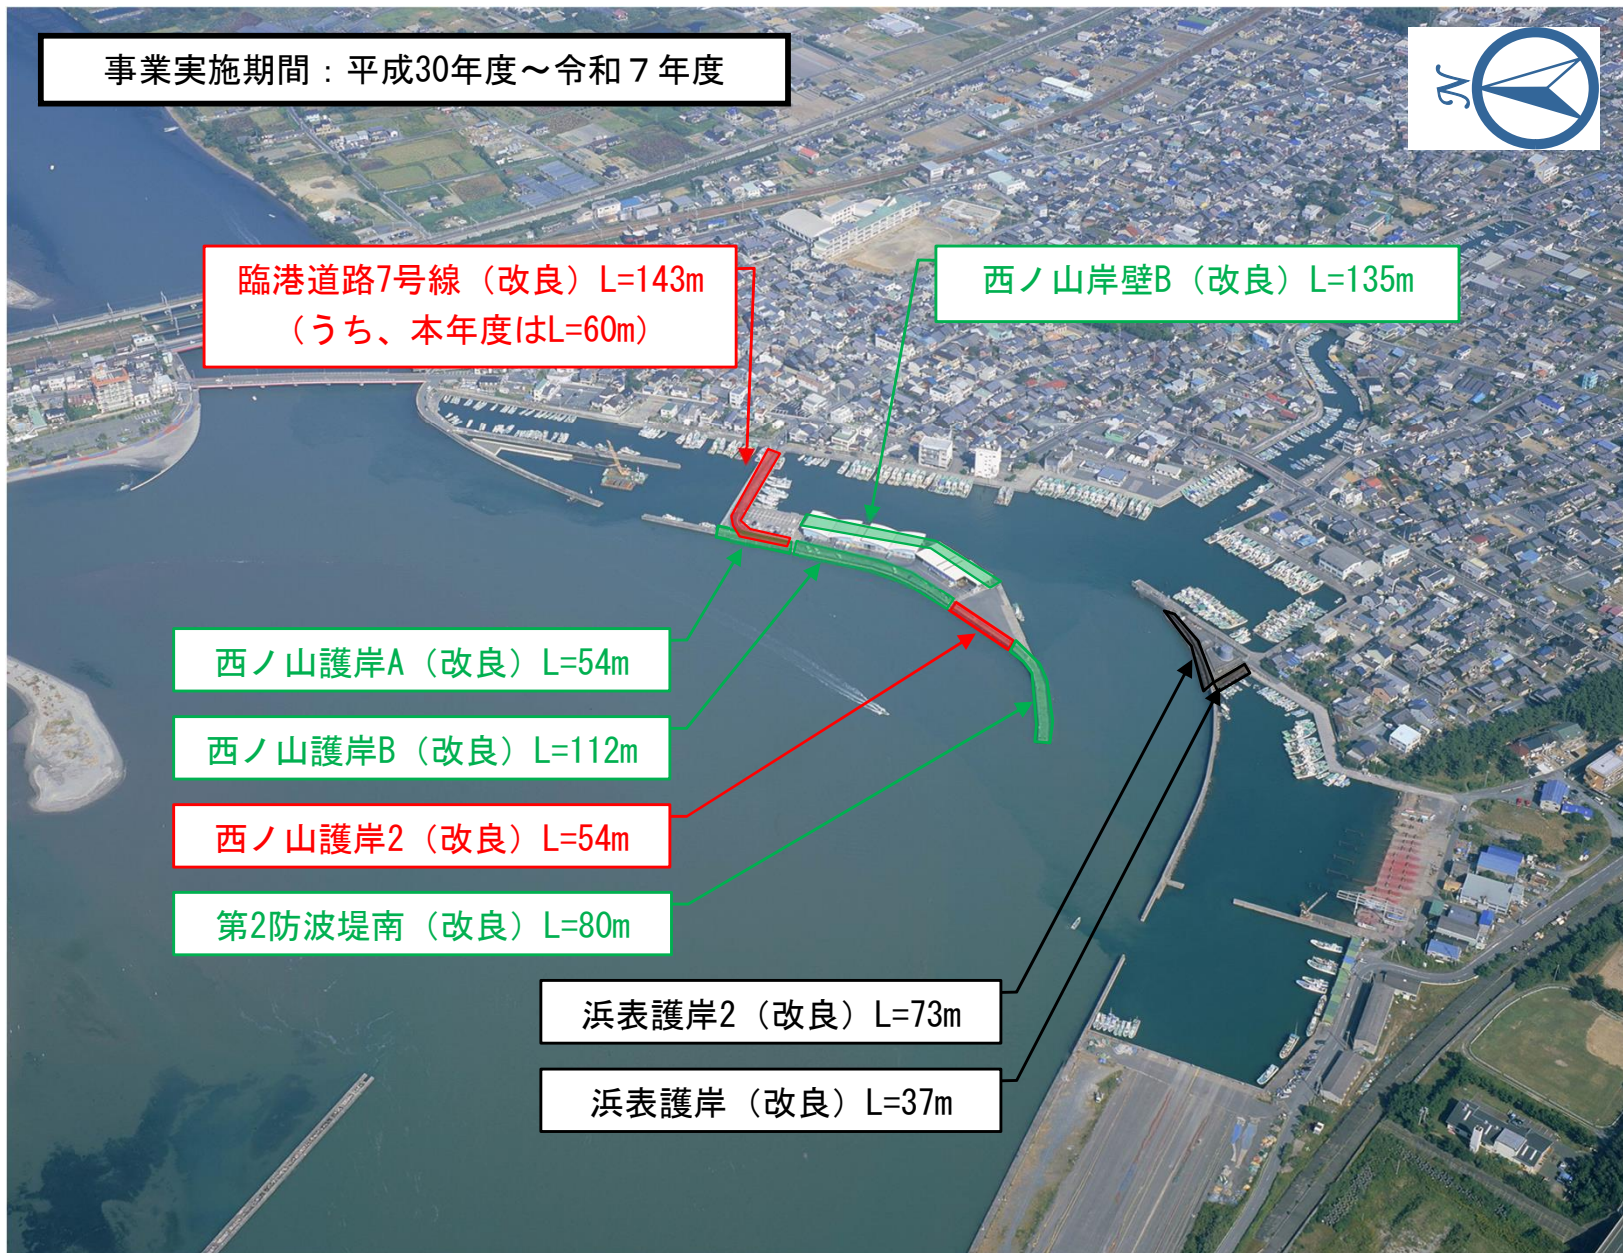 事業実施期間：平成30年度～令和７年度
N
臨港道路7号線（改良）L=143m
（うち、本年度はL=60m）
西ノ山岸壁B（改良）L=135m
西ノ山護岸A（改良）L=54m
西ノ山護岸B（改良）L=112m
西ノ山護岸2（改良）L=54m
第2防波堤南（改良）L=80m
浜表護岸2（改良）L=73m
浜表護岸（改良）L=37m